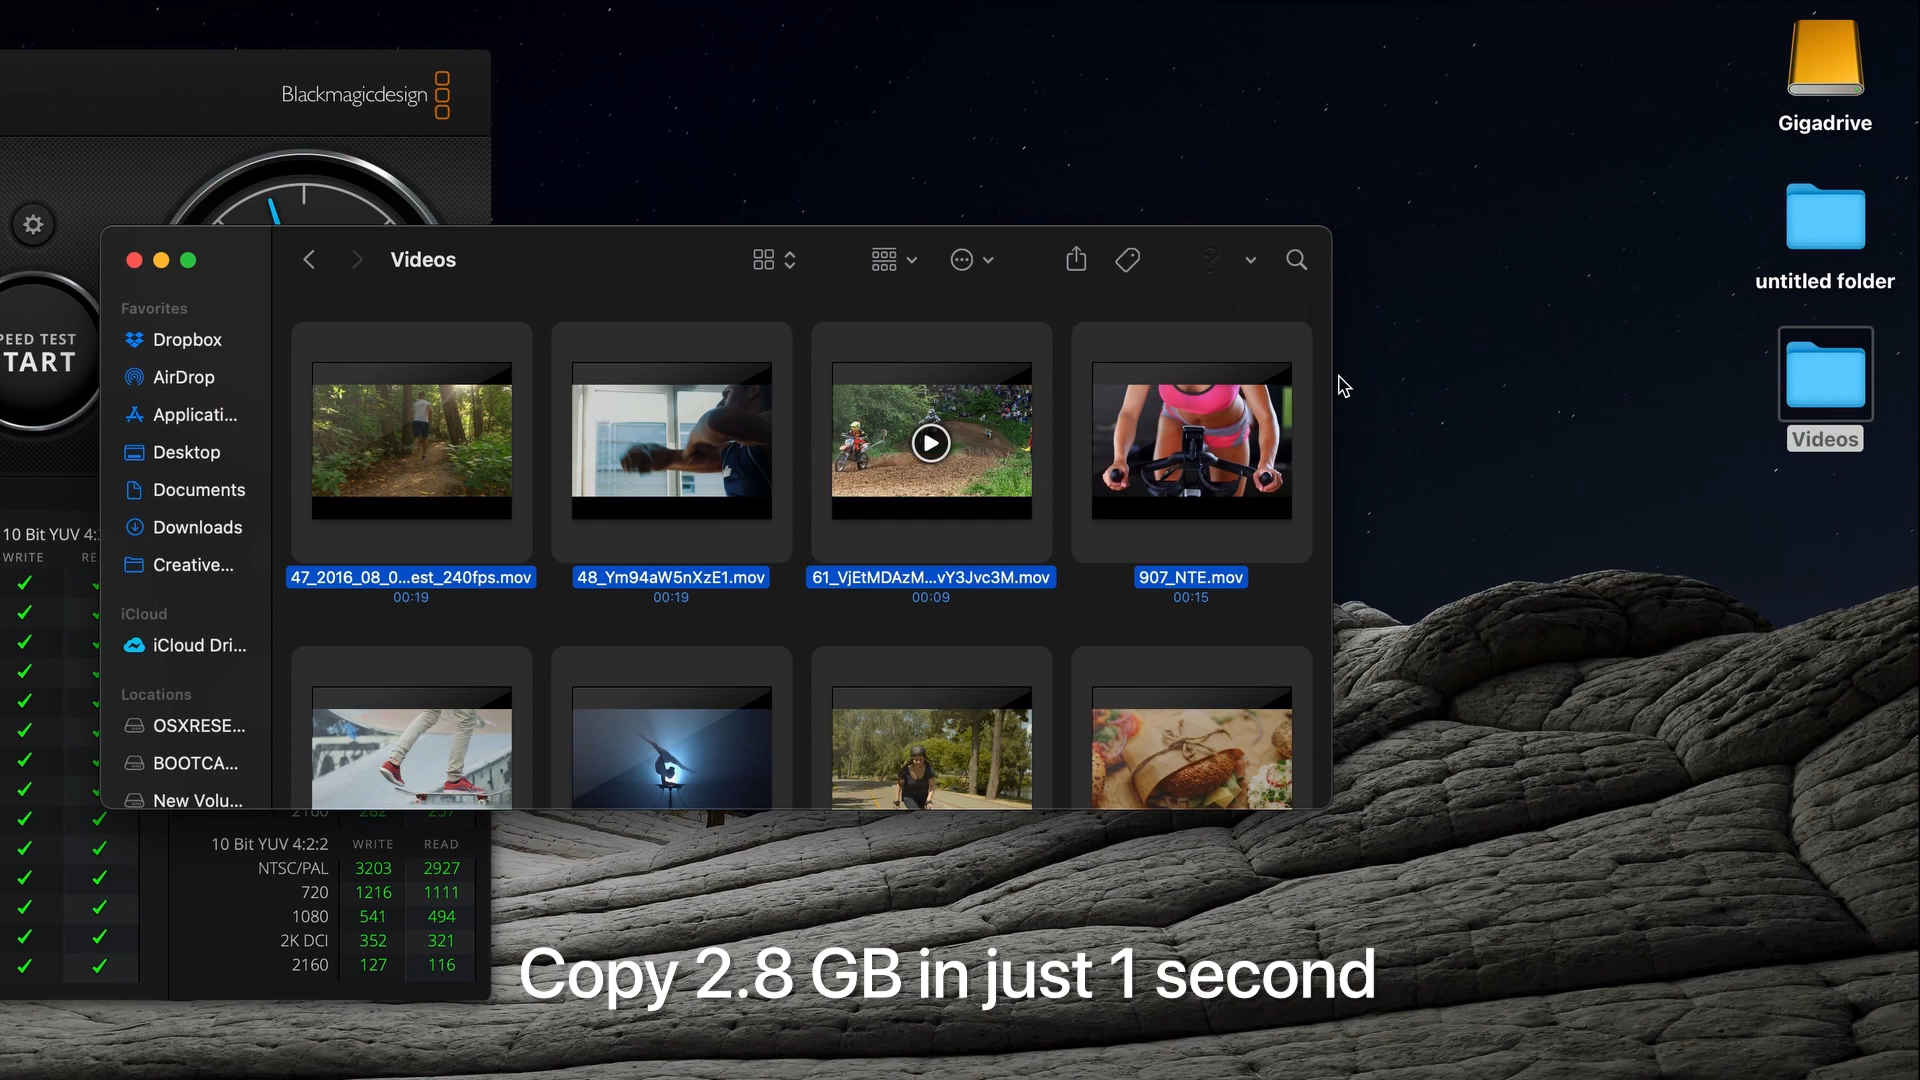 Blackmagicdesign
Gigadrive
untitled folder
Videos
Videos
Favorites
Dropbox
AirDrop
Applicati...
Desktop
Documents
Downloads
Creative...
iCloud
iCloud Dri...
Locations
OSXRESE...
BOOTCA...
New Volu...
47_2016_08_0...est_240fps.mov
00:19
48_Ym94aW5nXzE1.mov
00:19
61_VjEtMDAzM...vY3Jvc3M.mov
00:09
907_NTE.mov
00:15
PEED TEST
TART
10 Bit YUV 4:
WRITE RE
10 Bit YUV 4:2:2 WRITE READ
NTSC/PAL 3203 2927
720 1216 1111
1080 541 494
2K DCI 352 321
2160 127 116
Copy 2.8 GB in just 1 second